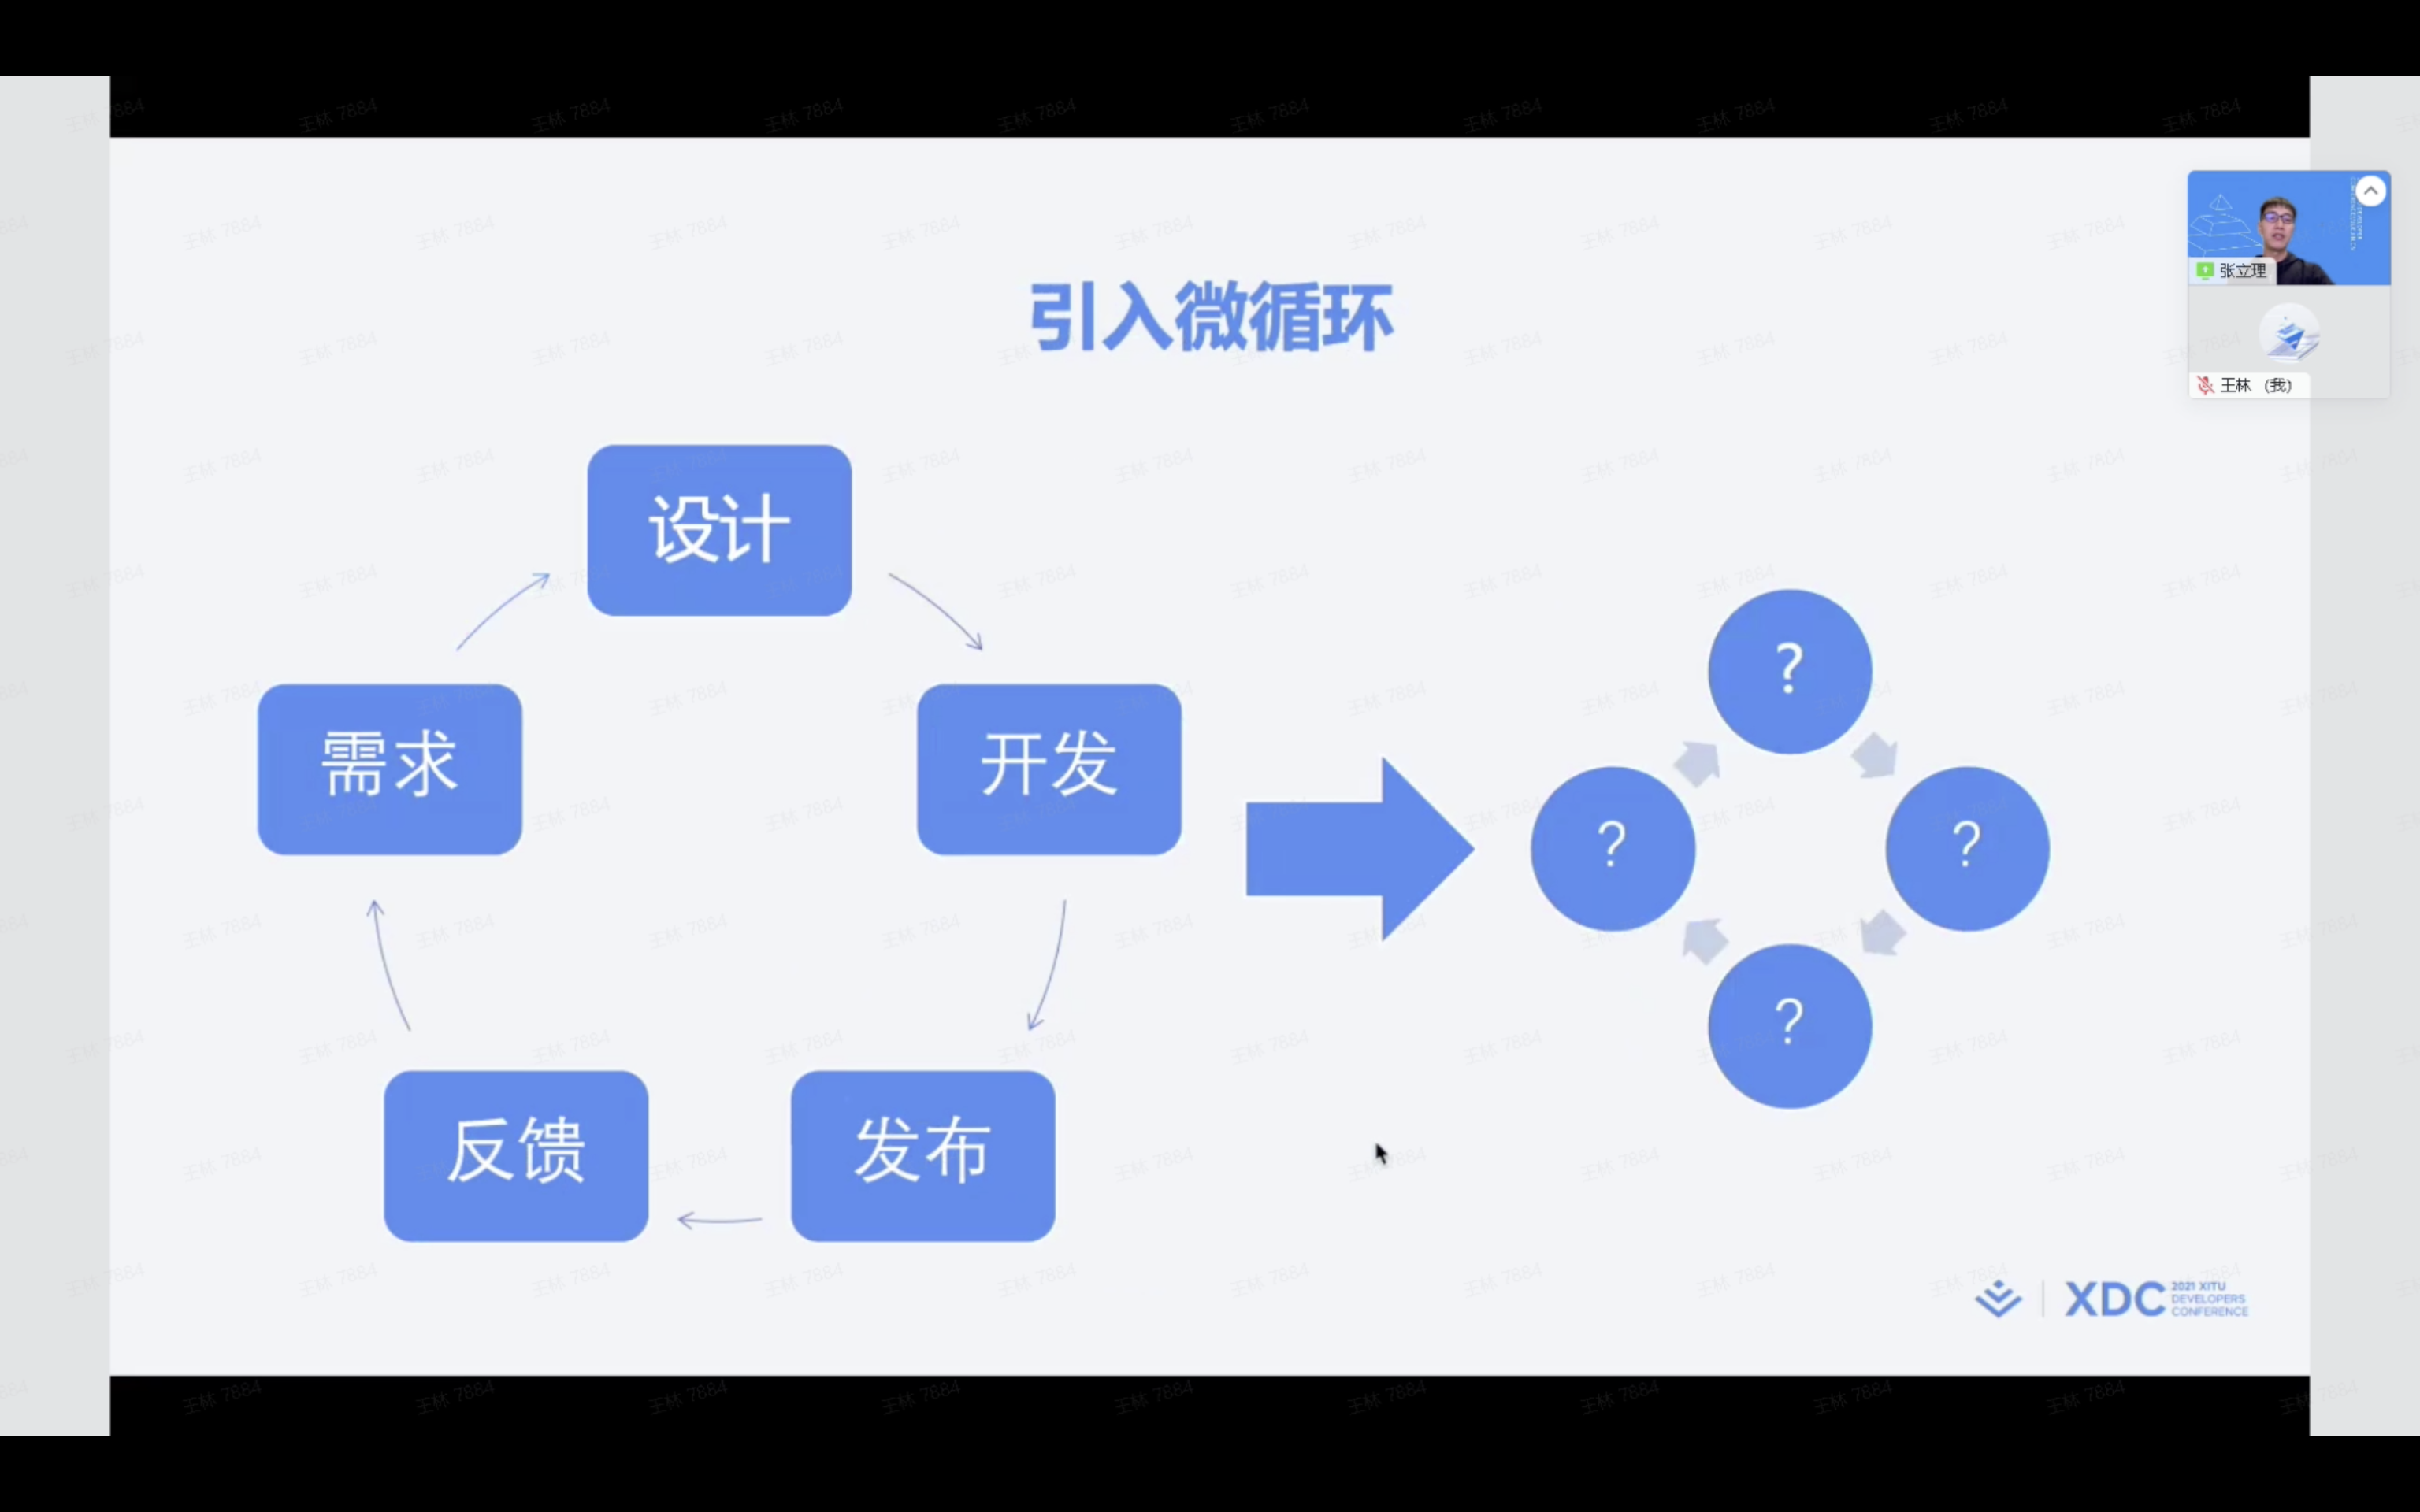 引入微循环
张立理
王林 (我)
设计
需求
开发
反馈
发布
?
?
?
?
XDC
2021 XITU
DEVELOPERS
CONFERENCE
王林 7884